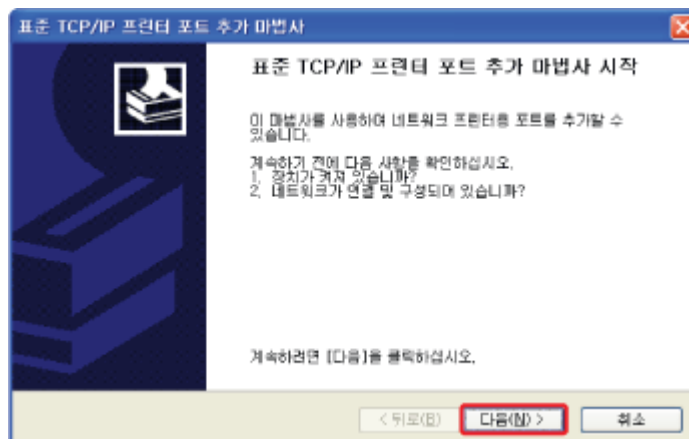 표준 TCP/IP 프린터 포트 추가 마법사
표준 TCP/IP 프린터 포트 추가 마법사 시작
이 마법사를 사용하여 네트워크 프린터용 포트를 추가할 수
있습니다.
계속하기 전에 다음 사항을 확인하십시오.
1. 장치가 켜져 있습니까?
2. 네트워크가 연결 및 구성되어 있습니까?
계속하려면 [다음]을 클릭하십시오.
< 뒤로(B) 다음(N) > 취소